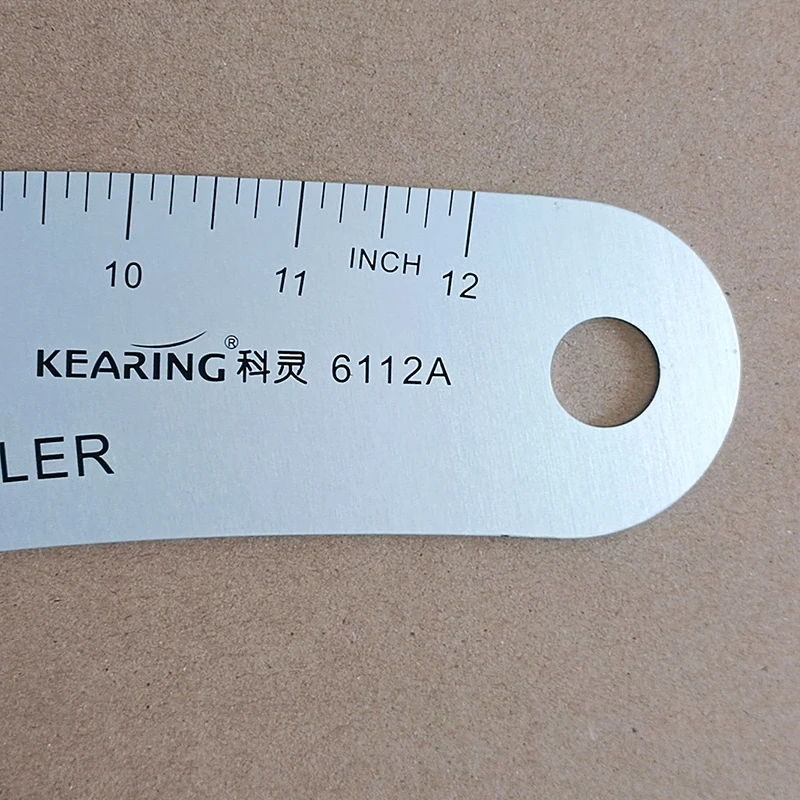 10 11 INCH 12
KEARING® 科灵 6112A
LER